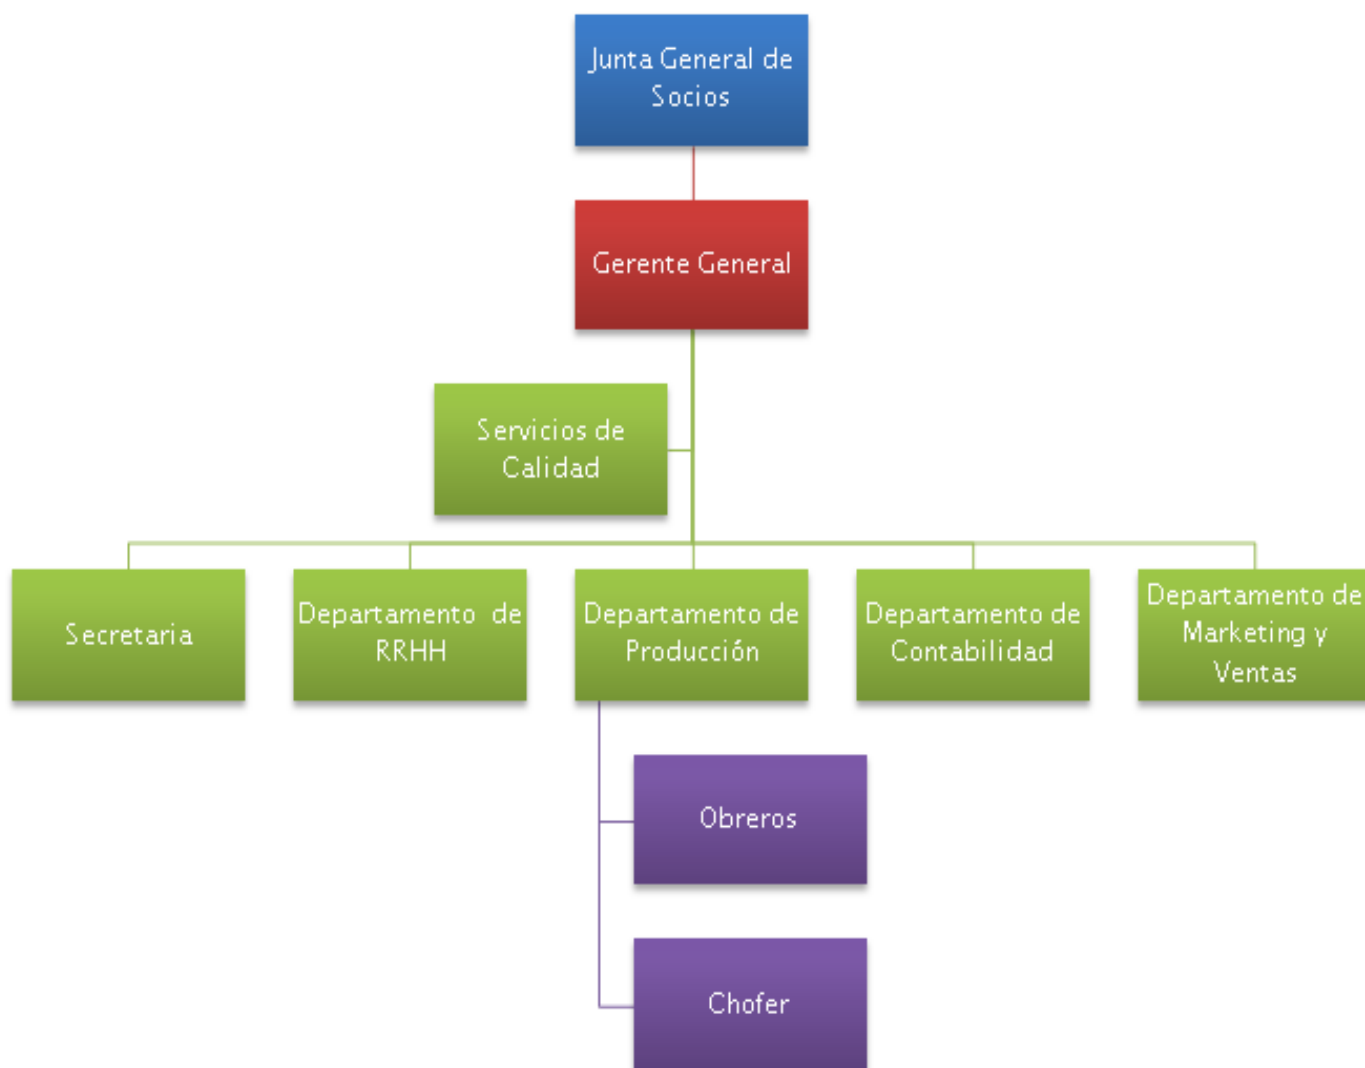 Junta General de
Socios
Gerente General
Servicios de
Calidad
Secretaria
Departamento de
RRHH
Departamento de
Producción
Departamento de
Contabilidad
Departamento de
Marketing y
Ventas
Obreros
Chofer